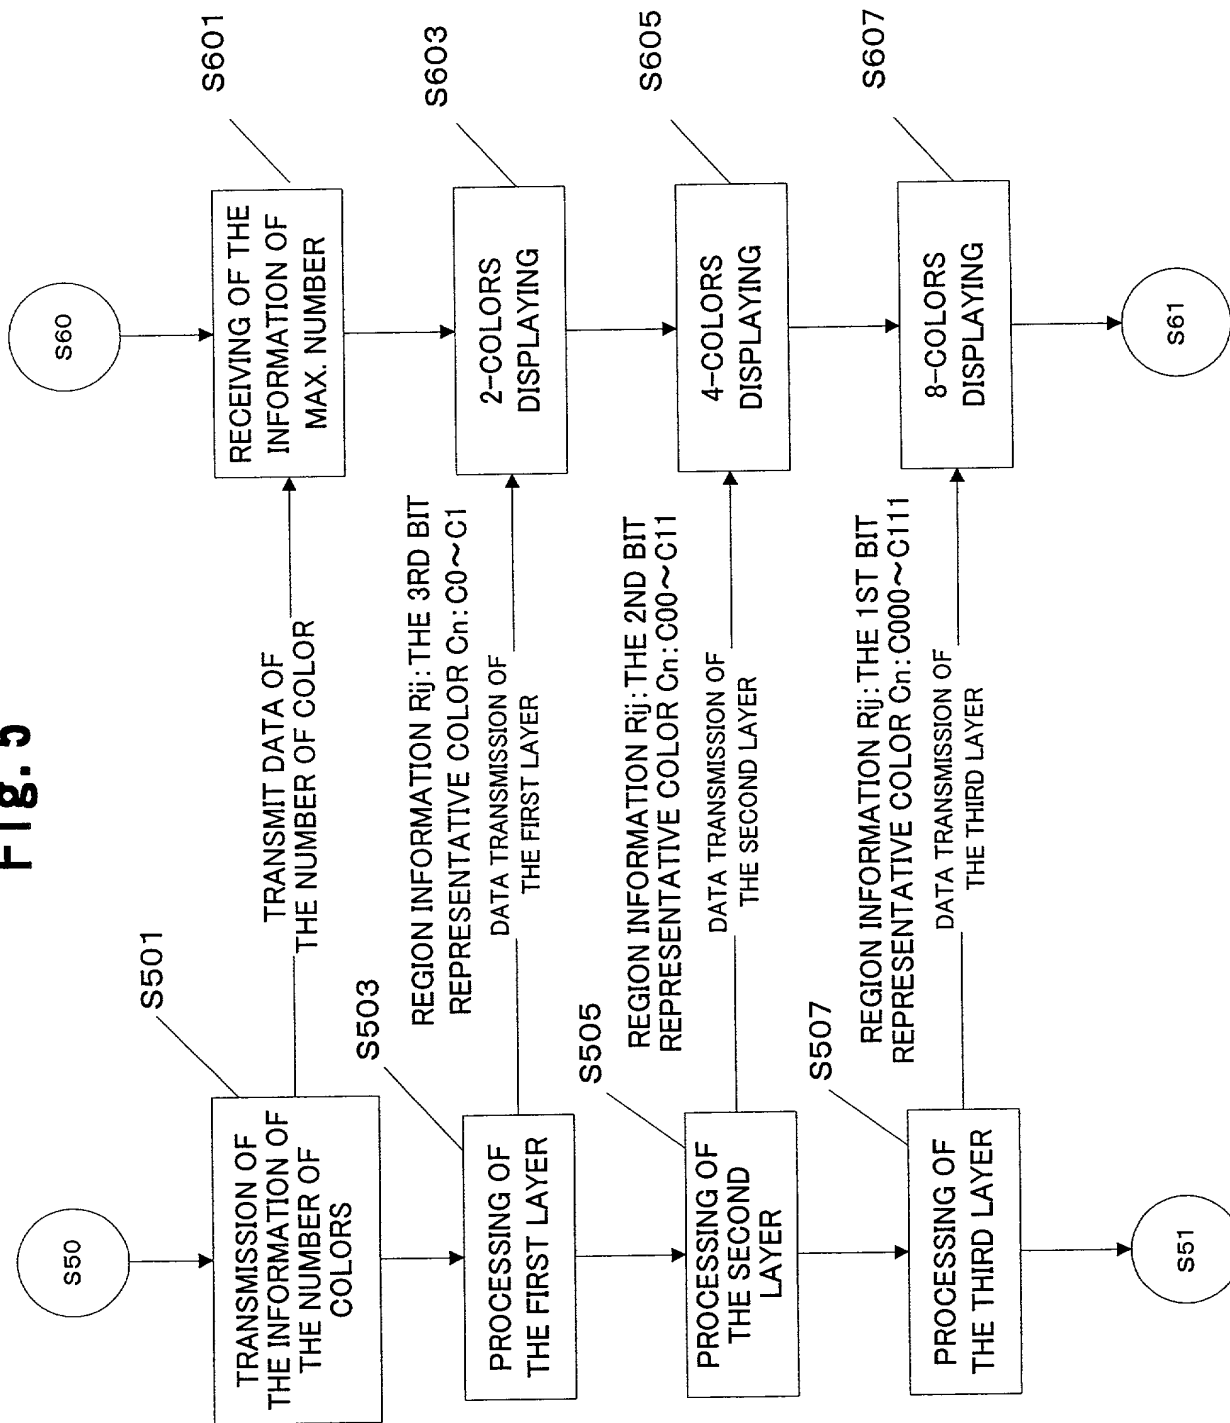 Fig.5
S50
TRANSMISSION OF
THE INFORMATION OF
THE NUMBER OF
COLORS
S501
TRANSMIT DATA OF
THE NUMBER OF COLOR
S60
RECEIVING OF THE
INFORMATION OF
MAX. NUMBER
S601
PROCESSING OF
THE FIRST LAYER
S503
REGION INFORMATION Rij: THE 3RD BIT
REPRESENTATIVE COLOR Cn: C0~C1
DATA TRANSMISSION OF
THE FIRST LAYER
2-COLORS
DISPLAYING
S603
PROCESSING OF
THE SECOND
LAYER
S505
REGION INFORMATION Rij: THE 2ND BIT
REPRESENTATIVE COLOR Cn: C00~C11
DATA TRANSMISSION OF
THE SECOND LAYER
4-COLORS
DISPLAYING
S605
PROCESSING OF
THE THIRD LAYER
S507
REGION INFORMATION Rij: THE 1ST BIT
REPRESENTATIVE COLOR Cn: C000~C111
DATA TRANSMISSION OF
THE THIRD LAYER
8-COLORS
DISPLAYING
S607
S51
S61